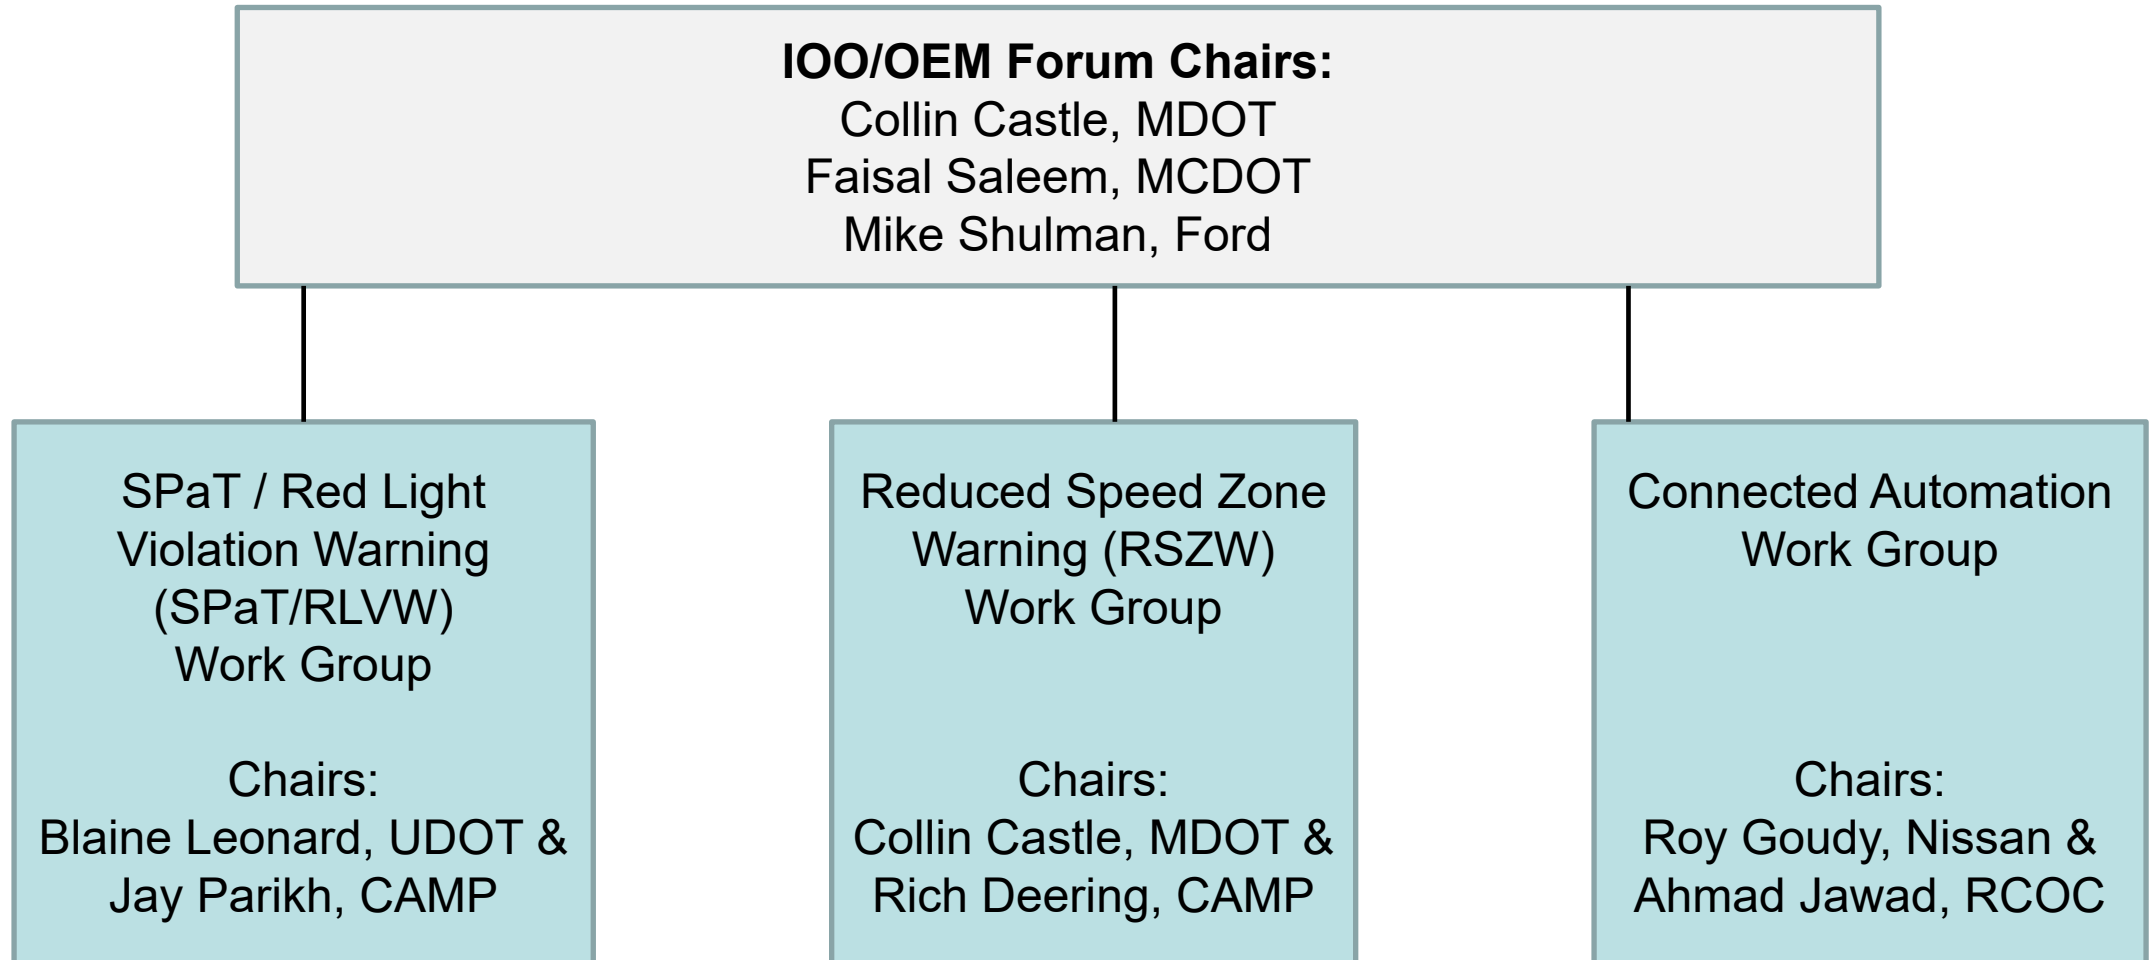 IOO/OEM Forum Chairs:
Collin Castle, MDOT
Faisal Saleem, MCDOT
Mike Shulman, Ford
SPaT / Red Light
Violation Warning
(SPaT/RLVW)
Work Group
Chairs:
Blaine Leonard, UDOT &
Jay Parikh, CAMP
Reduced Speed Zone
Warning (RSZW)
Work Group
Chairs:
Collin Castle, MDOT &
Rich Deering, CAMP
Connected Automation
Work Group
Chairs:
Roy Goudy, Nissan &
Ahmad Jawad, RCOC